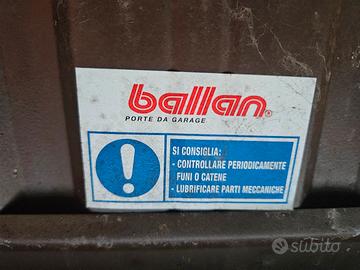 ballan®
PORTE DA GARAGE
SI CONSIGLIA:
- CONTROLLARE PERIODICAMENTE
FUNI O CATENE
- LUBRIFICARE PARTI MECCANICHE
subito